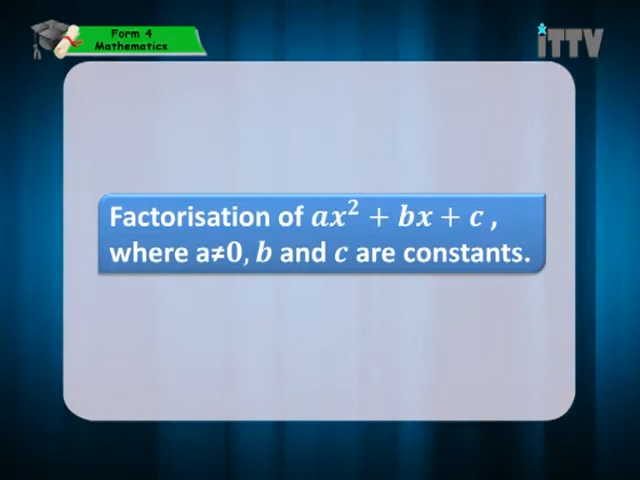 Form 4
Mathematics
iTTV
Factorisation of ax² + bx + c ,
where a≠0, b and c are constants.